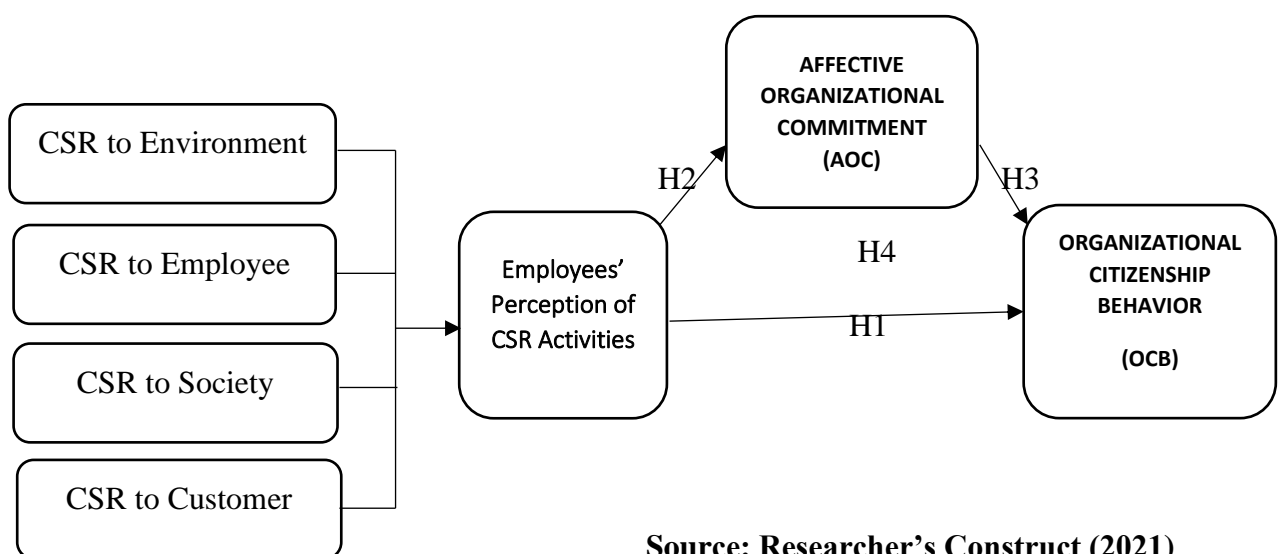 CSR to Environment
CSR to Employee
CSR to Society
CSR to Customer
Employees’
Perception of
CSR Activities
H2
AFFECTIVE
ORGANIZATIONAL
COMMITMENT
(AOC)
H3
H4
H1
ORGANIZATIONAL
CITIZENSHIP
BEHAVIOR
(OCB)
Source: Researcher’s Construct (2021)